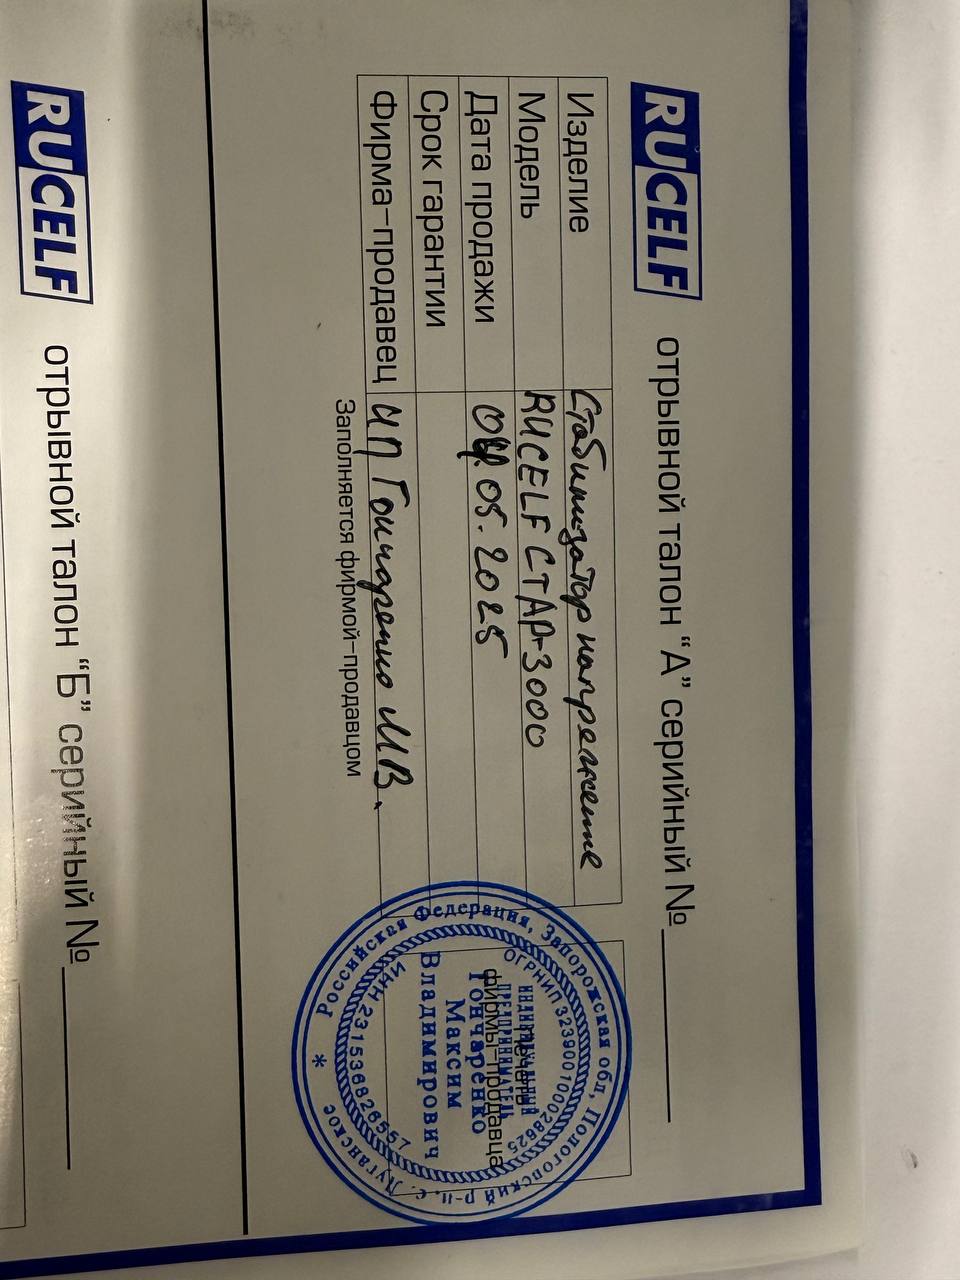 RUCELF отрывной талон “А” серийный №
Изделие Стабилизатор напряжение
Модель RUCELF СТАР-3000
Дата продажи 04.05.2025
Срок гарантии
Фирма-продавец ИП Гончаренко М.В.
Заполняется фирмой-продавцом
Печать
фирмы-продавца
Российская Федерация, Запорожская обл, Пологовский р-н, с. Луганское *
ОГРНИП 323900100028625
ИНН 231536826557
ИНДИВИДУАЛЬНЫЙ
ПРЕДПРИНИМАТЕЛЬ
Гончаренко
Максим
Владимирович
RUCELF отрывной талон “Б” серийный №